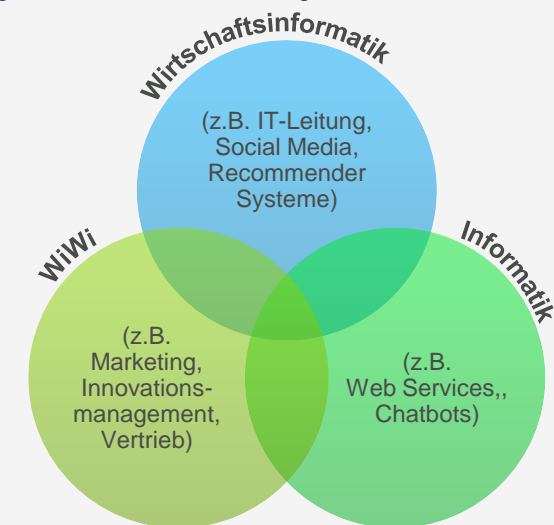 Wirtschaftsinformatik
(z.B. IT-Leitung,
Social Media,
Recommender
Systeme)
WiWi
(z.B.
Marketing,
Innovations-
management,
Vertrieb)
Informatik
(z.B.
Web Services,,
Chatbots)